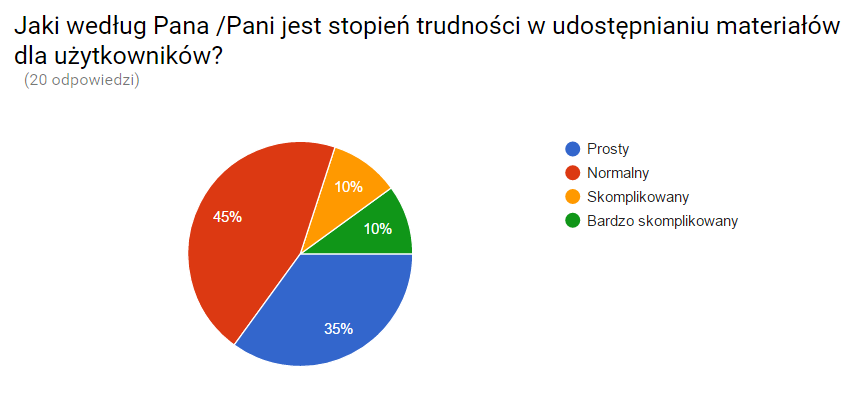 Jaki według Pana /Pani jest stopień trudności w udostępnianiu materiałów
dla użytkowników?
(20 odpowiedzi)
10%
45%
10%
35%
Prosty
Normalny
Skomplikowany
Bardzo skomplikowany